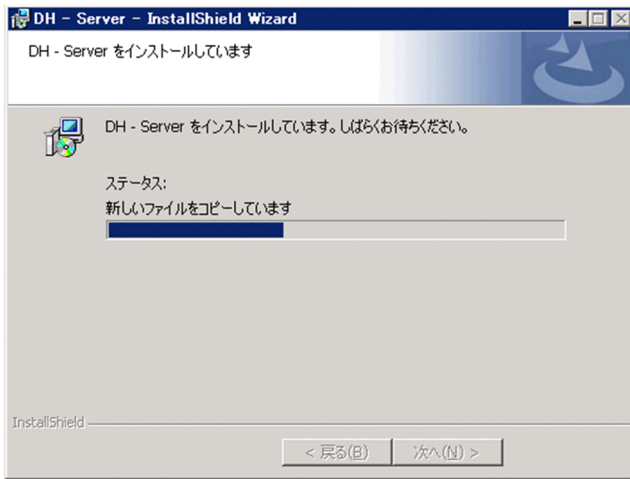 DH - Server - InstallShield Wizard
DH - Server をインストールしています
DH - Server をインストールしています。しばらくお待ちください。
ステータス:
新しいファイルをコピーしています
InstallShield
< 戻る(B)
次へ(N) >